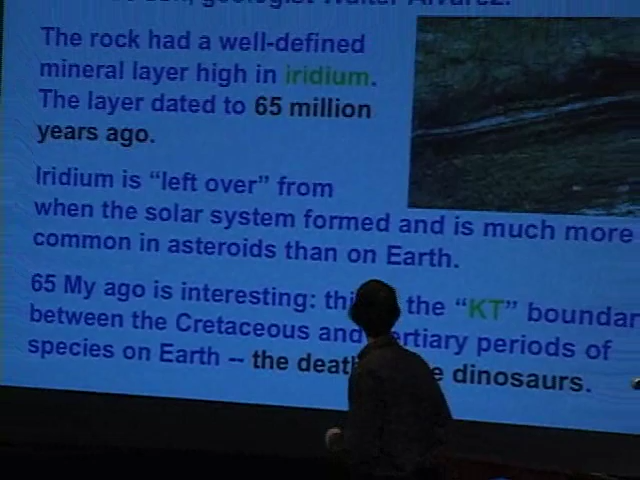 geologist Walter Alvarez.
The rock had a well-defined
mineral layer high in iridium.
The layer dated to 65 million
years ago.
Iridium is “left over” from
when the solar system formed and is much more
common in asteroids than on Earth.
65 My ago is interesting: thi the “KT” boundar
between the Cretaceous and ertiary periods of
species on Earth – the deat e dinosaurs.